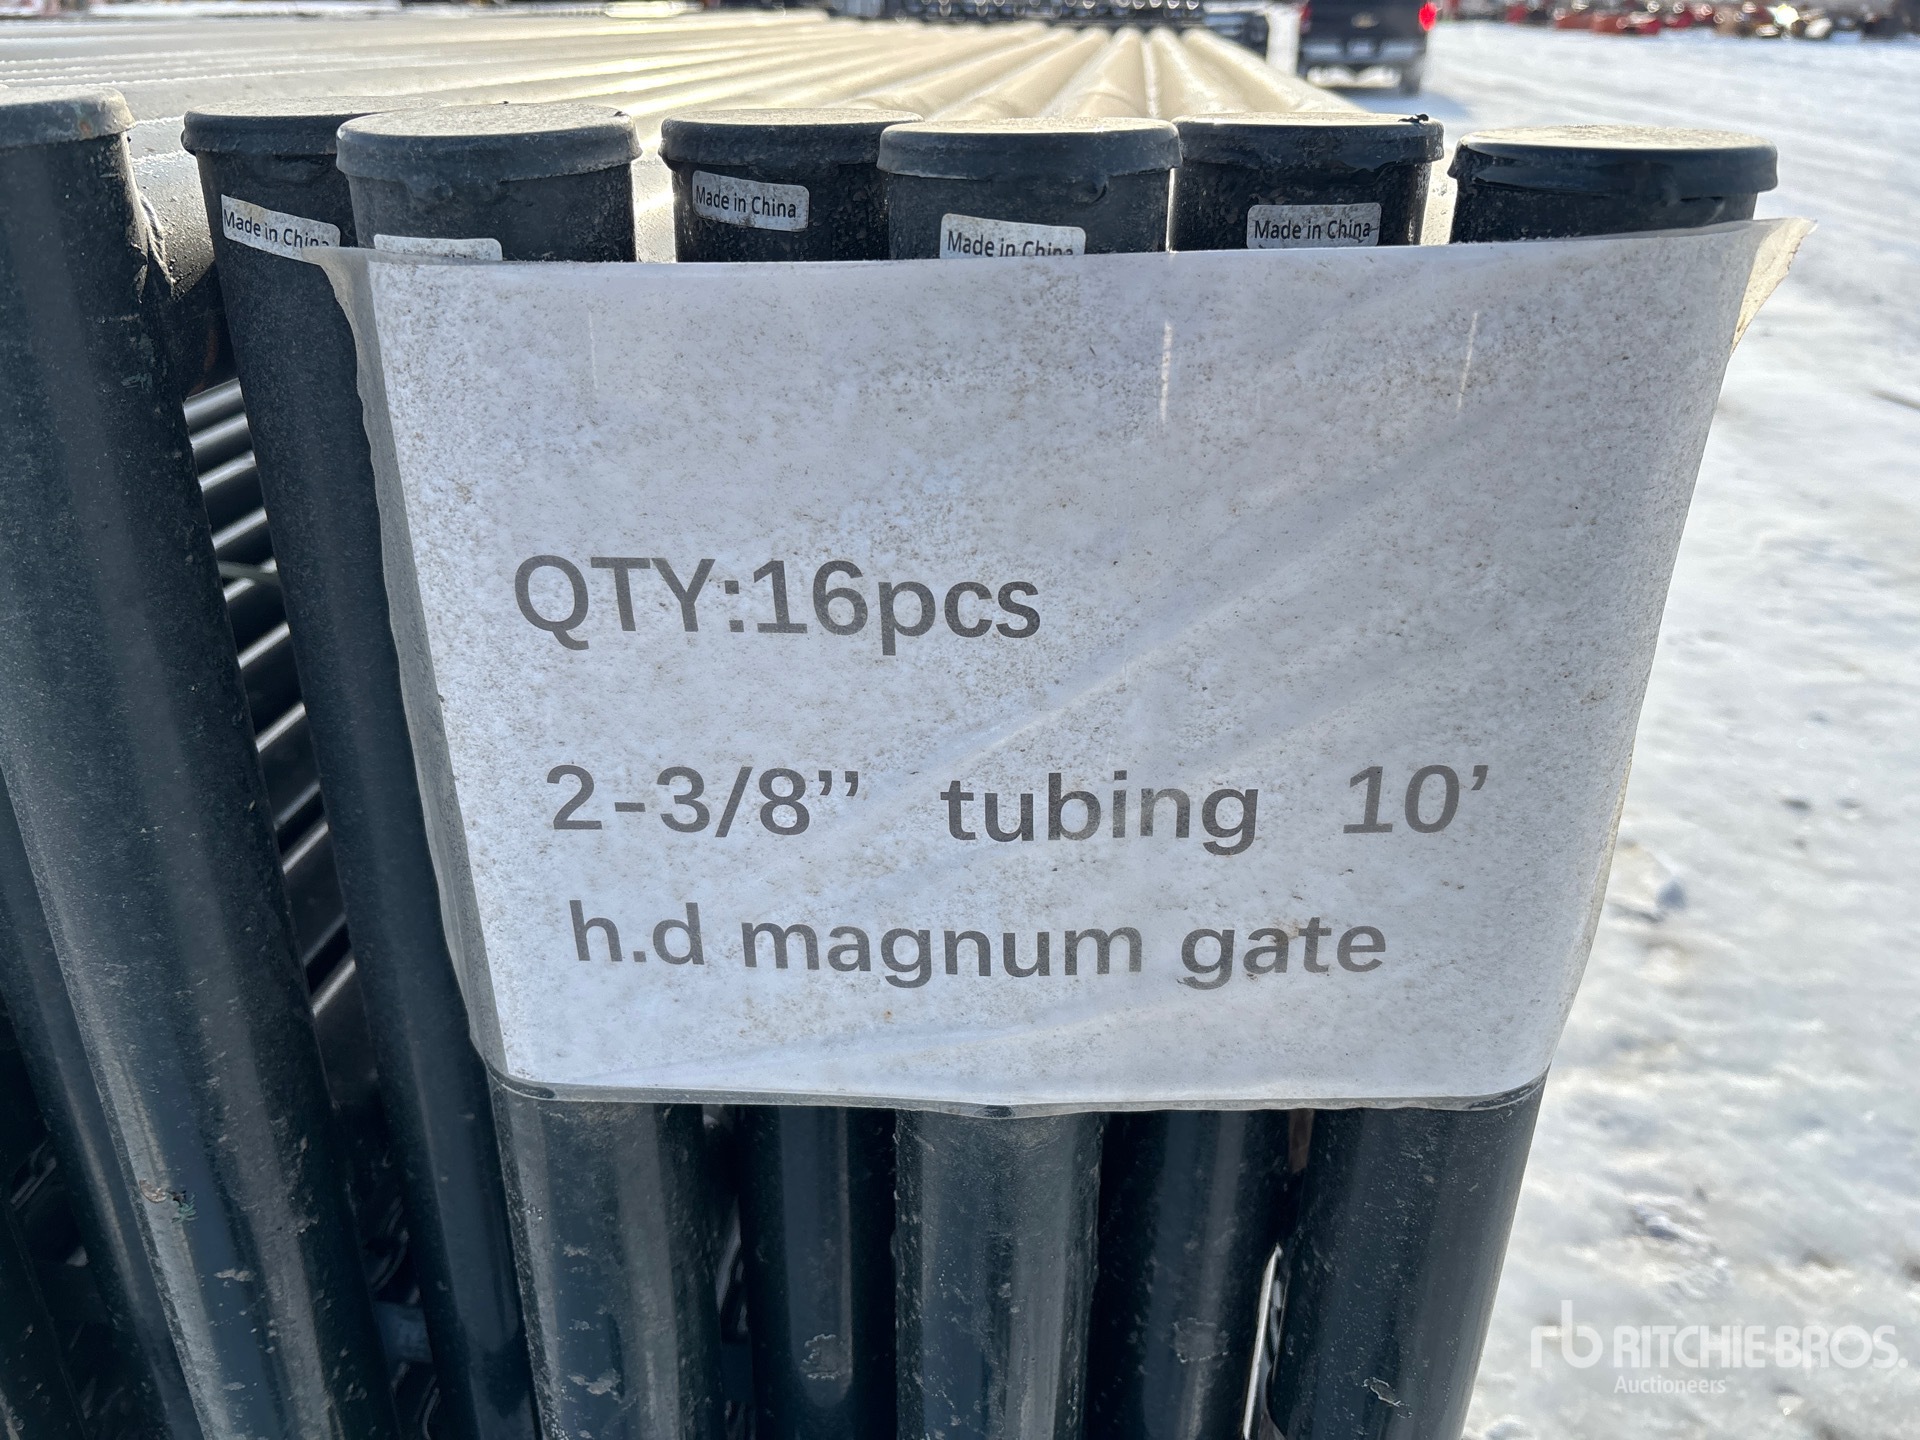 Made in China
Made in China
Made in China
Made in China
QTY:16pcs
2-3/8” tubing 10’
h.d magnum gate
rb RITCHIE BROS.
Auctioneers